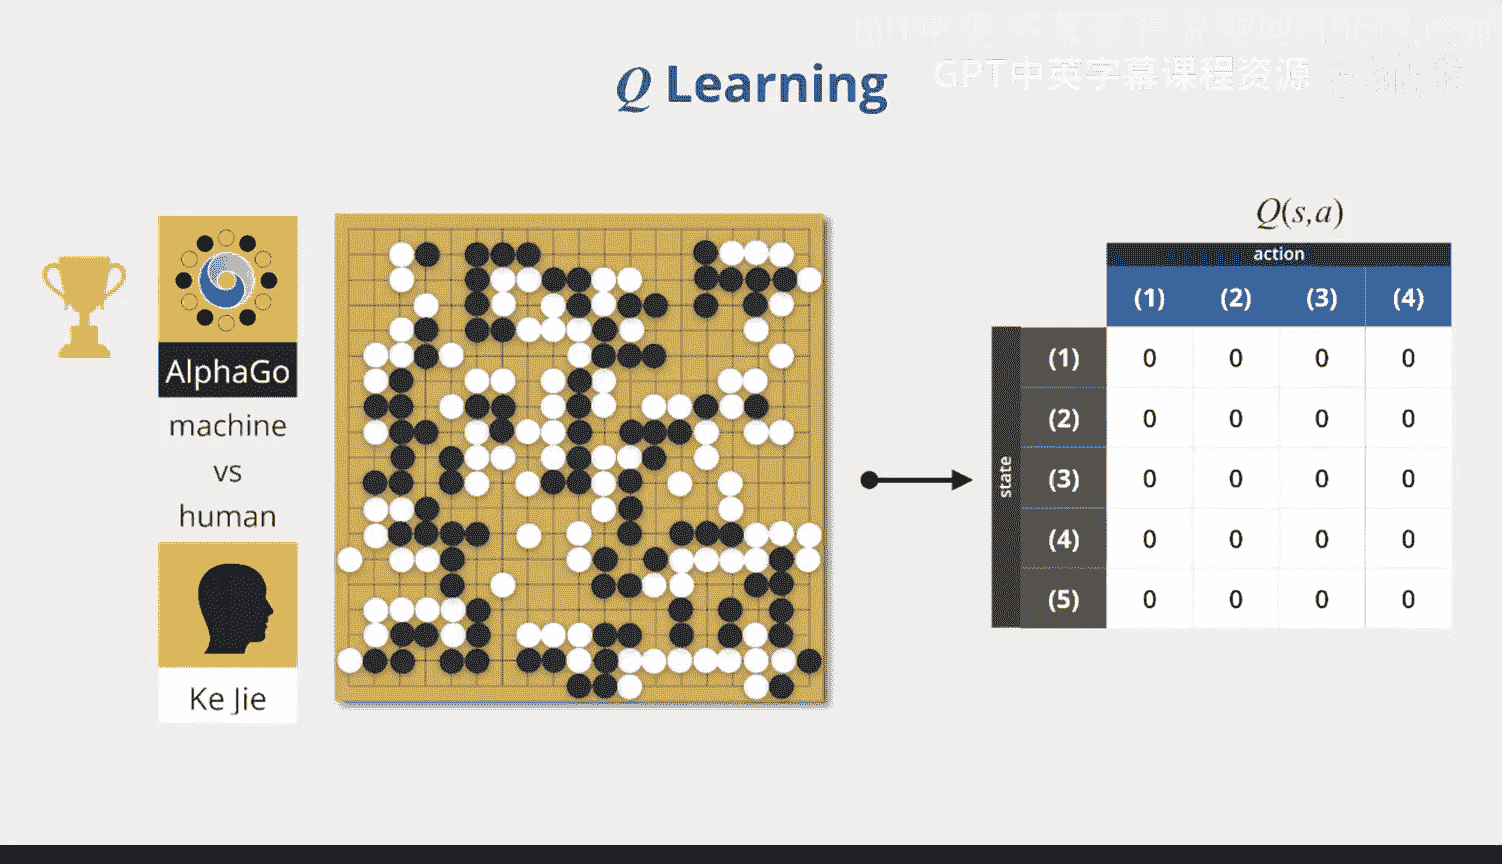 GPT中英字幕课程资源
Q Learning
AlphaGo
machine
vs
human
Ke Jie
Q(s,a)
action
(1) (2) (3) (4)
state
(1) 0 0 0 0
(2) 0 0 0 0
(3) 0 0 0 0
(4) 0 0 0 0
(5) 0 0 0 0